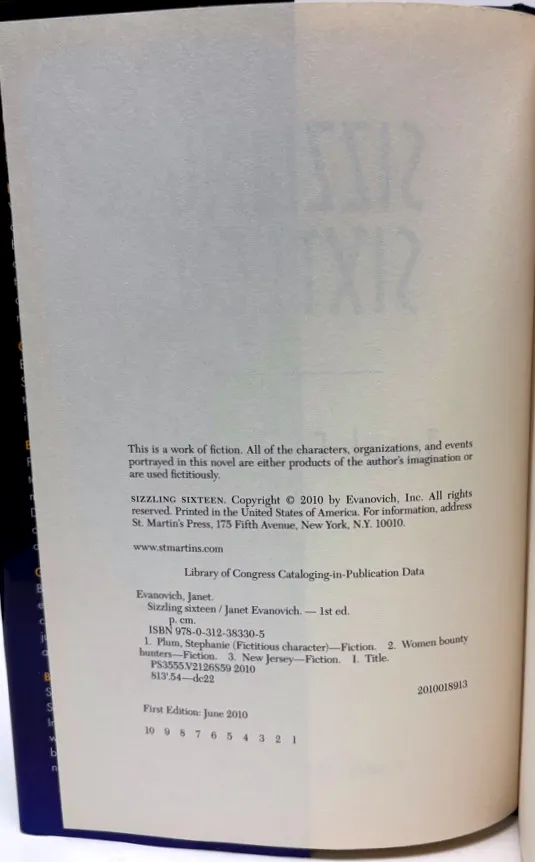 This is a work of fiction. All of the characters, organizations, and events
portrayed in this novel are either products of the author's imagination or
are used fictitiously.
SIZZLING SIXTEEN. Copyright © 2010 by Evanovich, Inc. All rights
reserved. Printed in the United States of America. For information, address
St. Martin's Press, 175 Fifth Avenue, New York, N.Y. 10010.
www.stmartins.com
Library of Congress Cataloging-in-Publication Data
Evanovich, Janet.
Sizzling sixteen / Janet Evanovich. — 1st ed.
p. cm.
ISBN 978-0-312-38330-5
1. Plum, Stephanie (Fictitious character)—Fiction. 2. Women bounty
hunters—Fiction. 3. New Jersey—Fiction. I. Title.
PS3555.V2126S59 2010
813'.54—dc22
2010018913
First Edition: June 2010
10 9 8 7 6 5 4 3 2 1